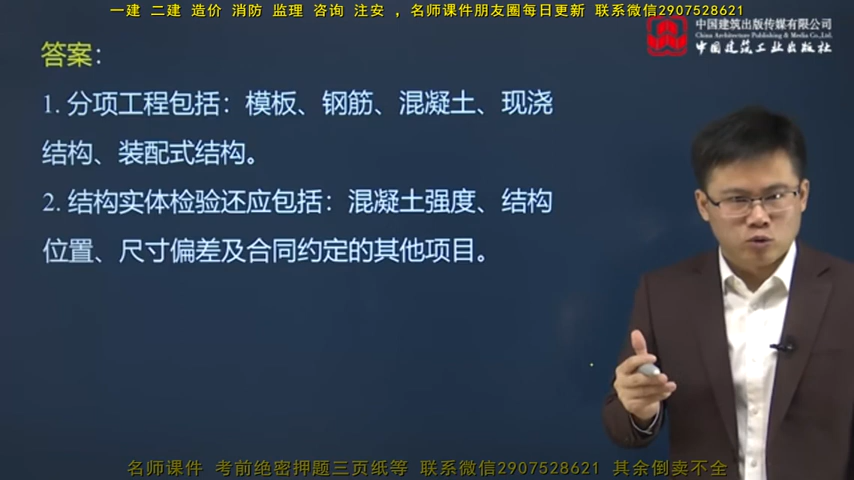 一建 二建 造价 消防 监理 咨询 注安 ，名师课件朋友圈每日更新 联系微信2907528621
中国建筑出版传媒有限公司
China Architecture Publishing & Media Co.,Ltd.
中国建筑工业出版社
答案：
1. 分项工程包括：模板、钢筋、混凝土、现浇
结构、装配式结构。
2. 结构实体检验还应包括：混凝土强度、结构
位置、尺寸偏差及合同约定的其他项目。
名师课件 考前绝密押题三页纸等 联系微信2907528621 其余倒卖不全